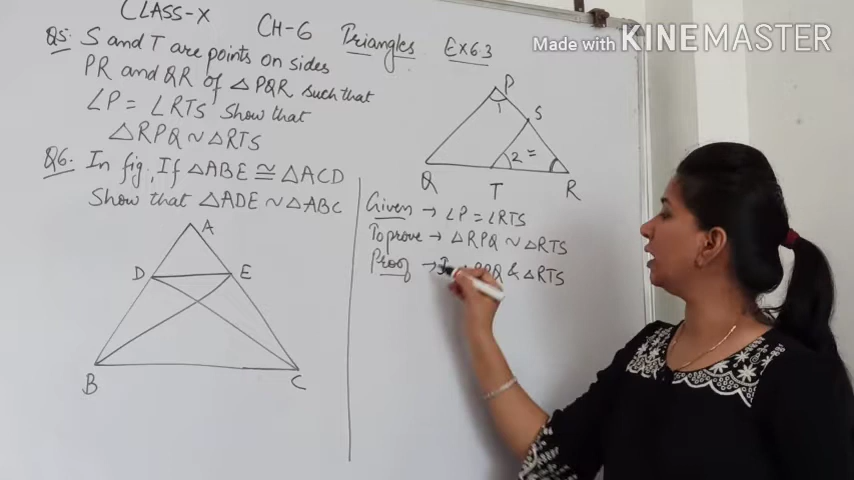 CLASS-X CH-6 Triangles EX 6.3
Made with KINEMASTER
Q5: S and T are points on sides
PR and QR of △PQR such that
∠P = ∠RTS Show that
△RPQ ~ △RTS
Q6. In fig, If △ABE ≅ △ACD
Show that △ADE ~ △ABC
A
D E
B C
P
1 S
2 =
Q T R
Given → ∠P = ∠RTS
To prove → △RPQ ~ △RTS
Proof → In △RPQ & △RTS